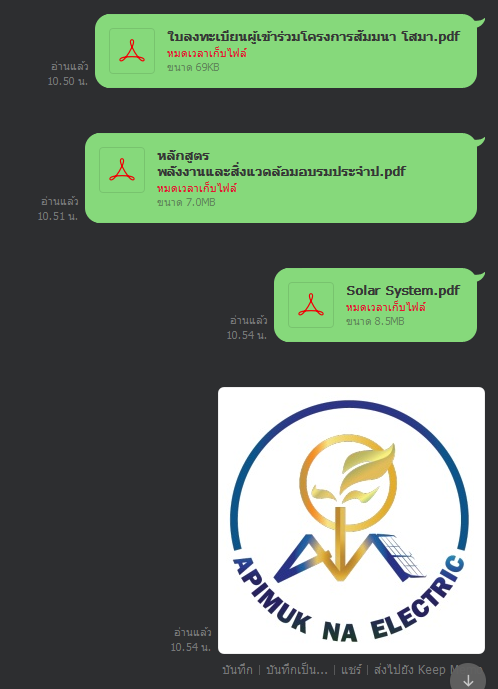 ใบลงทะเบียนผู้เข้าร่วมโครงการสัมมนา โสมา.pdf
หมดเวลาเก็บไฟล์
ขนาด 69KB
อ่านแล้ว
10.50 น.
หลักสูตร
พลังงานและสิ่งแวดล้อมอบรมประจำป.pdf
หมดเวลาเก็บไฟล์
ขนาด 7.0MB
อ่านแล้ว
10.51 น.
Solar System.pdf
หมดเวลาเก็บไฟล์
ขนาด 8.5MB
อ่านแล้ว
10.54 น.
APIMUK NA ELECTRIC
อ่านแล้ว
10.54 น.
บันทึก | บันทึกเป็น... | แชร์ | ส่งไปยัง Keep